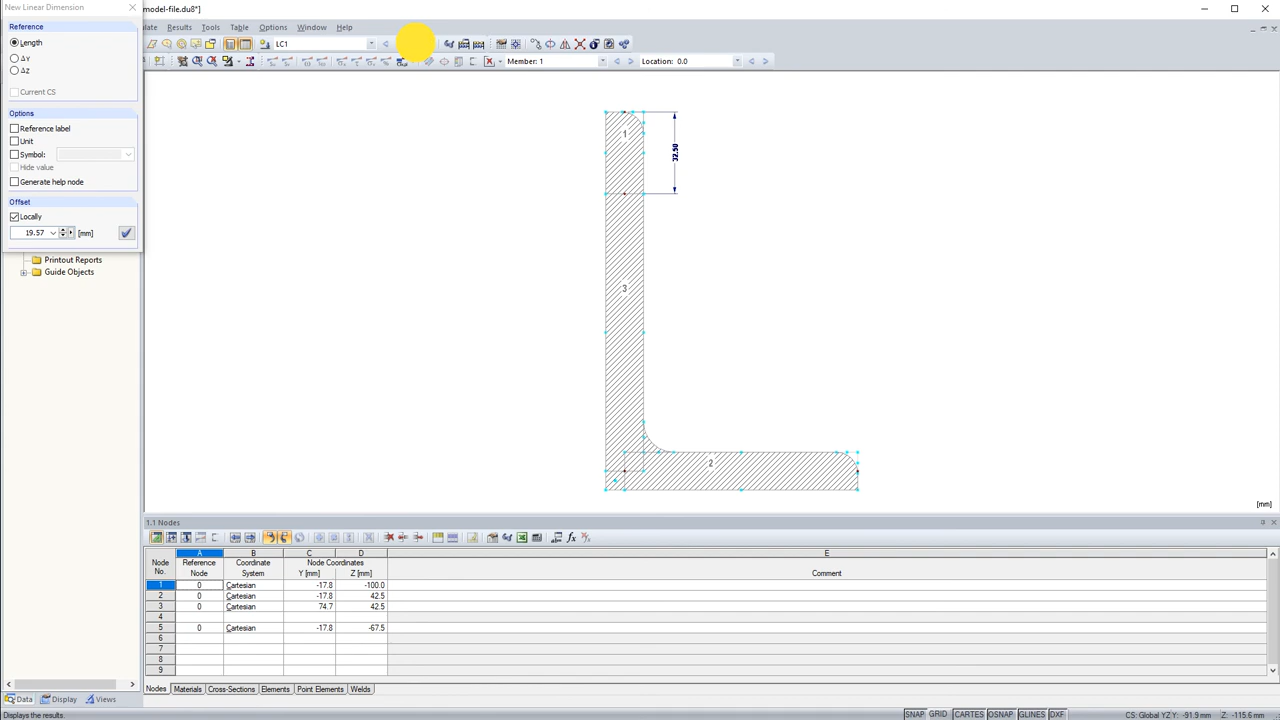 New Linear Dimension
model-file.du8*]
Reference
Length
ΔY
ΔZ
Current CS
Options
Reference label
Unit
Symbol:
Hide value
Generate help node
Offset
Locally
19.57 [mm]
Printout Reports
Guide Objects
Data Display Views
Displays the results.
ulate Results Tools Table Options Window Help
LC1
Member: 1 Location: 0.0
1
32.50
3
2
[mm]
1.1 Nodes
A B C D E
Node Reference Coordinate Node Coordinates
No. Node System Y [mm] Z [mm] Comment
1 0 Cartesian -17.8 -100.0
2 0 Cartesian -17.8 42.5
3 0 Cartesian 74.7 42.5
4
5 0 Cartesian -17.8 -67.5
6
7
8
9
Nodes Materials Cross-Sections Elements Point Elements Welds
SNAP GRID CARTES OSNAP GLINES DXF CS: Global YZ Y: -91.9 mm Z: -115.6 m